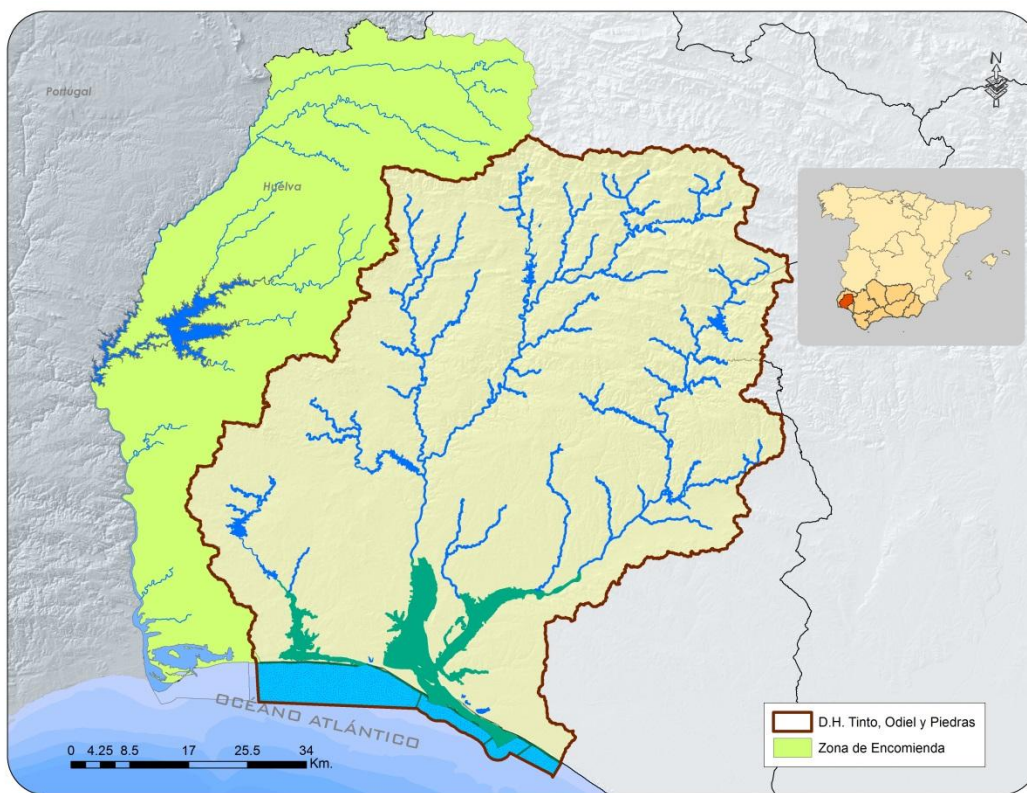 Portugal
N
Huelva
OCÉANO ATLÁNTICO
0 4.25 8.5 17 25.5 34
Km.
D.H. Tinto, Odiel y Piedras
Zona de Encomienda